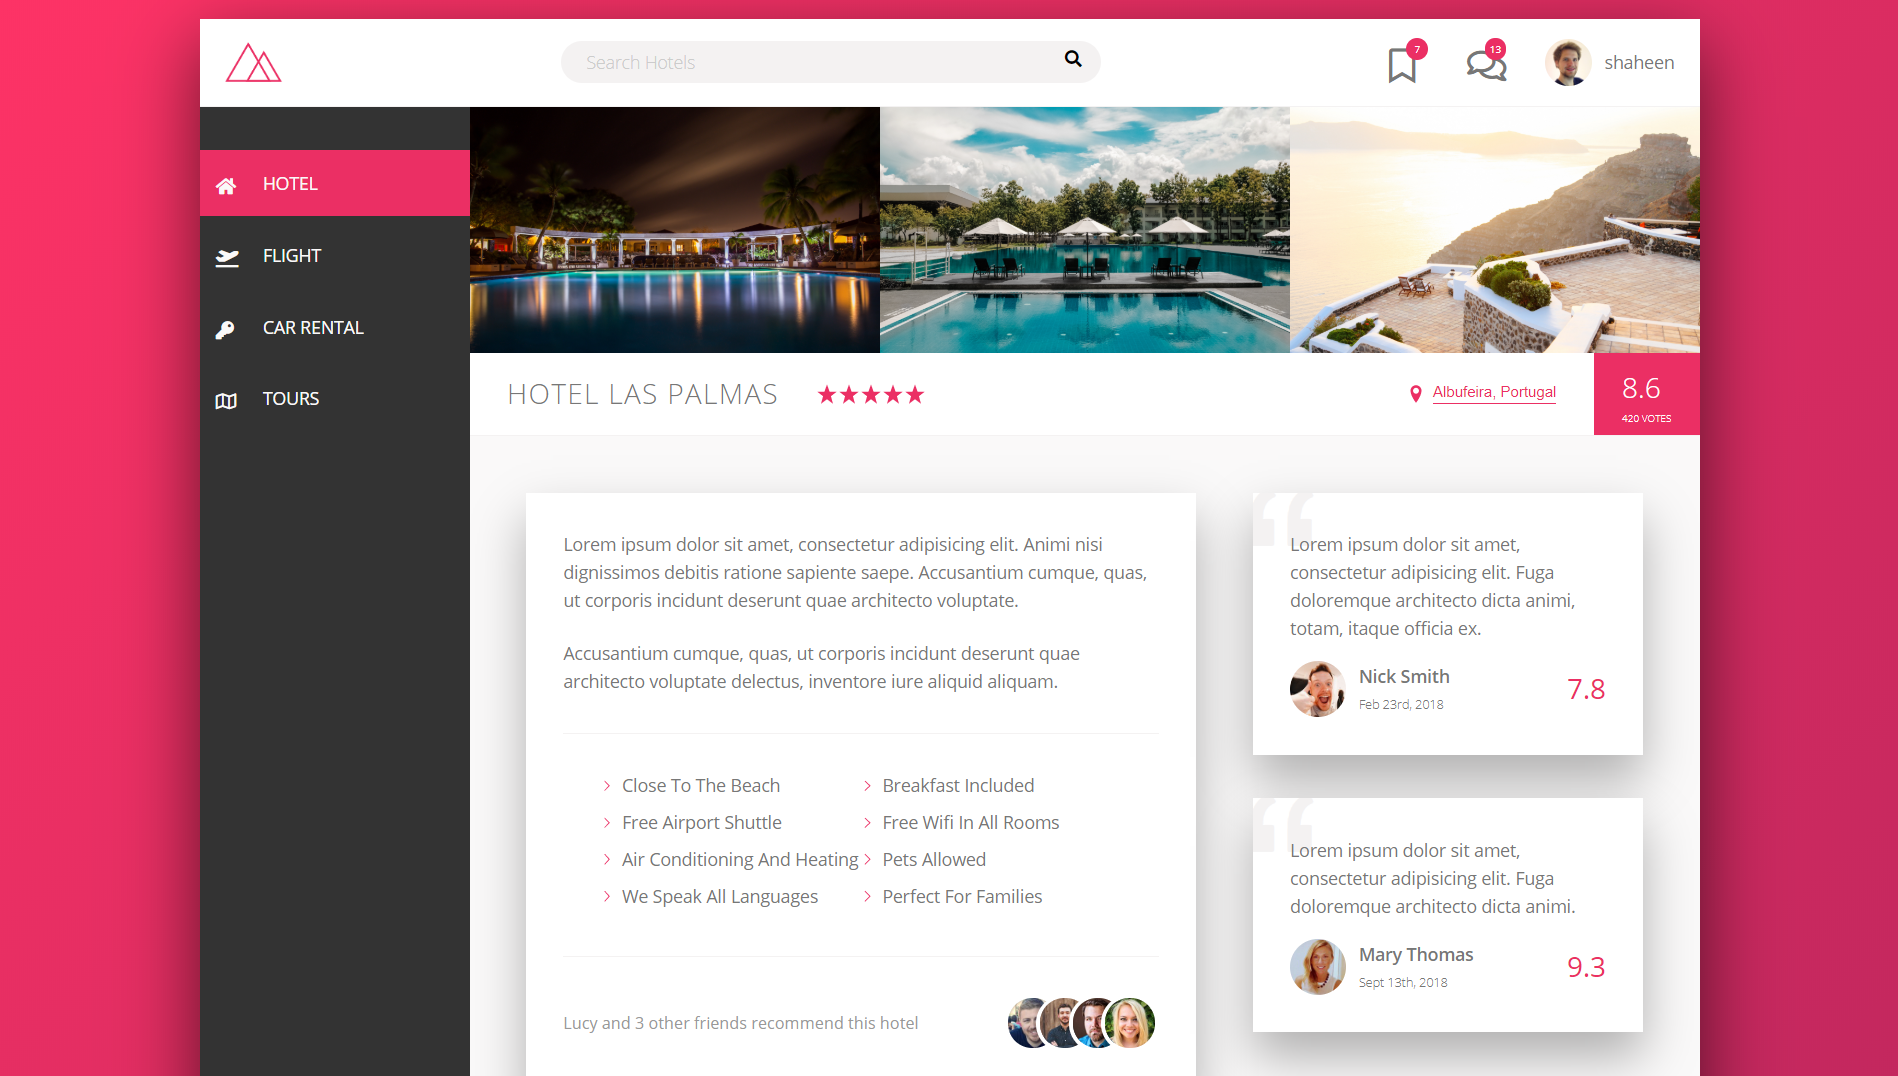 Search Hotels
7
13
shaheen
HOTEL
FLIGHT
CAR RENTAL
TOURS
HOTEL LAS PALMAS
Albufeira, Portugal
8.6
420 VOTES
Lorem ipsum dolor sit amet, consectetur adipisicing elit. Animi nisi
dignissimos debitis ratione sapiente saepe. Accusantium cumque, quas,
ut corporis incidunt deserunt quae architecto voluptate.
Accusantium cumque, quas, ut corporis incidunt deserunt quae
architecto voluptate delectus, inventore iure aliquid aliquam.
Close To The Beach
Breakfast Included
Free Airport Shuttle
Free Wifi In All Rooms
Air Conditioning And Heating
Pets Allowed
We Speak All Languages
Perfect For Families
Lucy and 3 other friends recommend this hotel
“
Lorem ipsum dolor sit amet,
consectetur adipisicing elit. Fuga
doloremque architecto dicta animi,
totam, itaque officia ex.
Nick Smith
Feb 23rd, 2018
7.8
“
Lorem ipsum dolor sit amet,
consectetur adipisicing elit. Fuga
doloremque architecto dicta animi.
Mary Thomas
Sept 13th, 2018
9.3